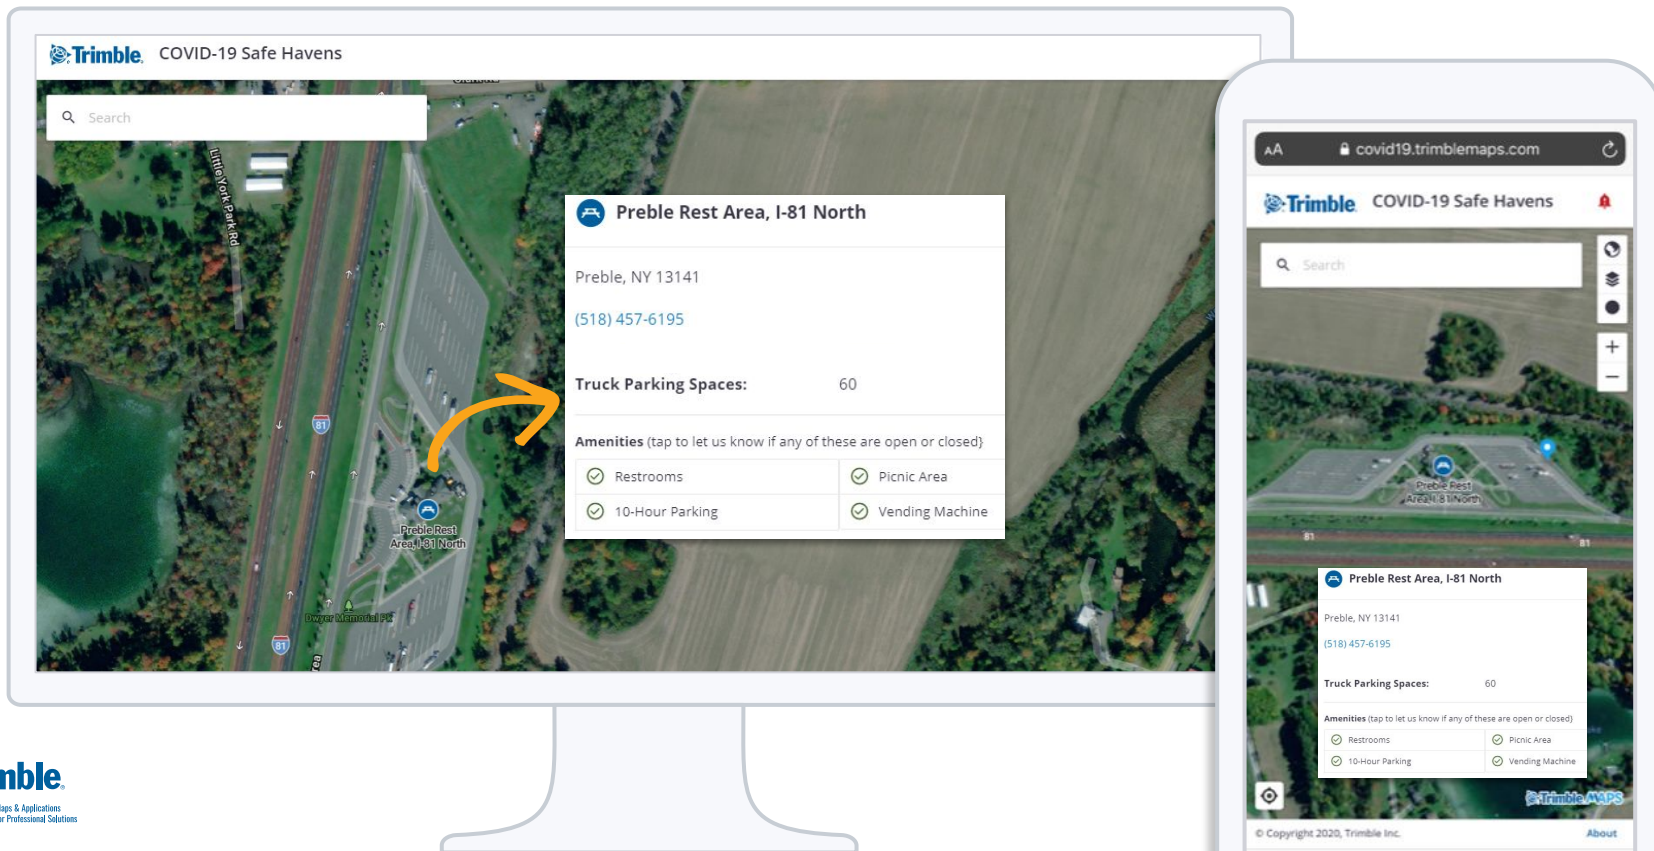 Trimble. COVID-19 Safe Havens
Search
Little York Park Rd
81
Preble Rest
Area, I-81 North
Dwyer Memorial Pk
81
Preble Rest Area, I-81 North
Preble, NY 13141
(518) 457-6195
Truck Parking Spaces: 60
Amenities (tap to let us know if any of these are open or closed}
Restrooms Picnic Area
10-Hour Parking Vending Machine
AA covid19.trimblemaps.com
Trimble. COVID-19 Safe Havens
Search
Preble Rest
Area, I-81 North
81 81
Preble Rest Area, I-81 North
Preble, NY 13141
(518) 457-6195
Truck Parking Spaces: 60
Amenities (tap to let us know if any of these are open or closed)
Restrooms Picnic Area
10-Hour Parking Vending Machine
Trimble MAPS
© Copyright 2020, Trimble Inc. About
mble.
Maps & Applications
or Professional Solutions